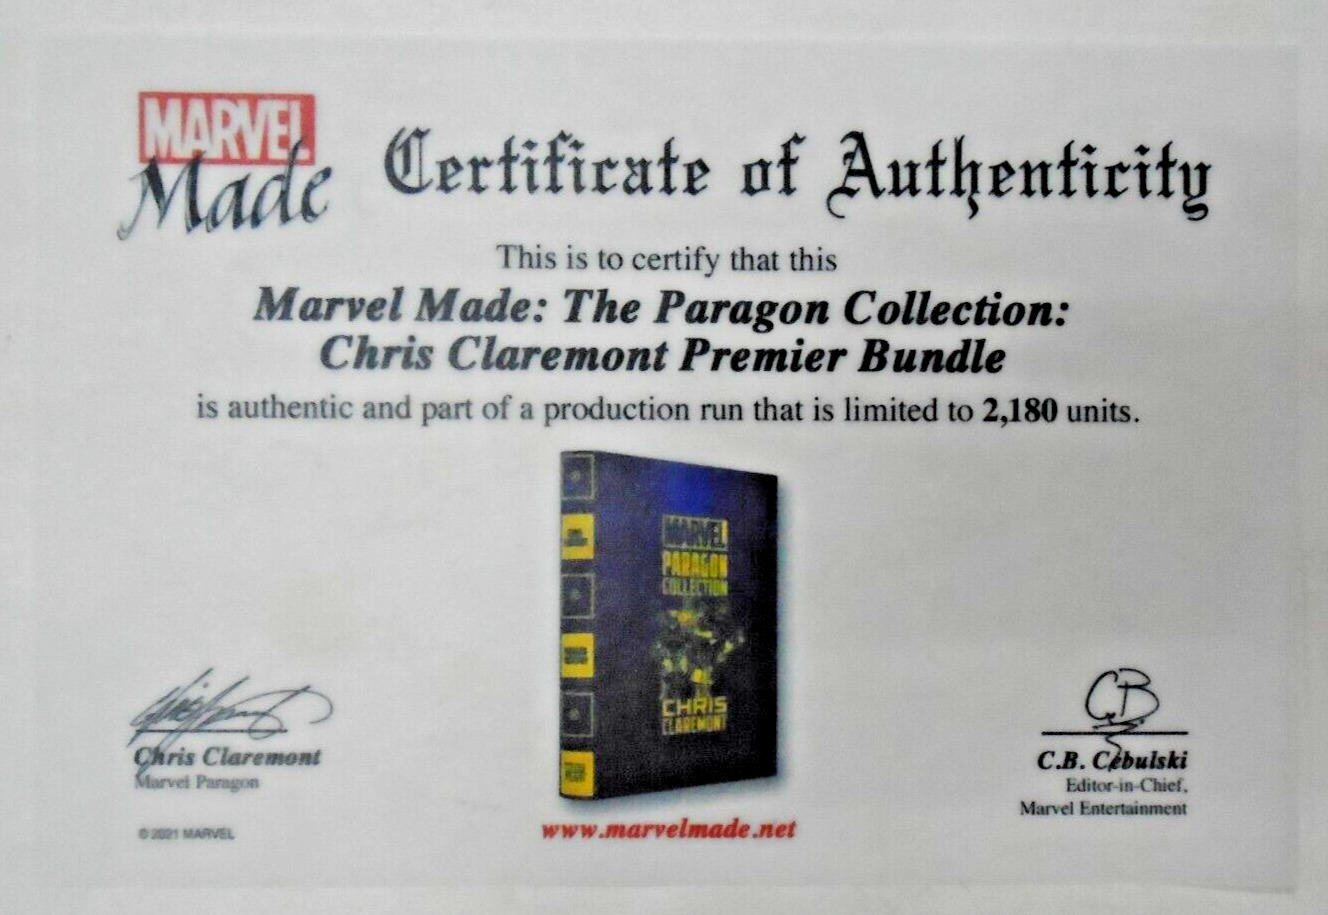 MARVEL
Made
Certificate of Authenticity
This is to certify that this
Marvel Made: The Paragon Collection:
Chris Claremont Premier Bundle
is authentic and part of a production run that is limited to 2,180 units.
MARVEL
PARAGON
COLLECTION
CHRIS
CLAREMONT
Chris Claremont
Marvel Paragon
© 2021 MARVEL
www.marvelmade.net
CB
C.B. Cebulski
Editor-in-Chief,
Marvel Entertainment